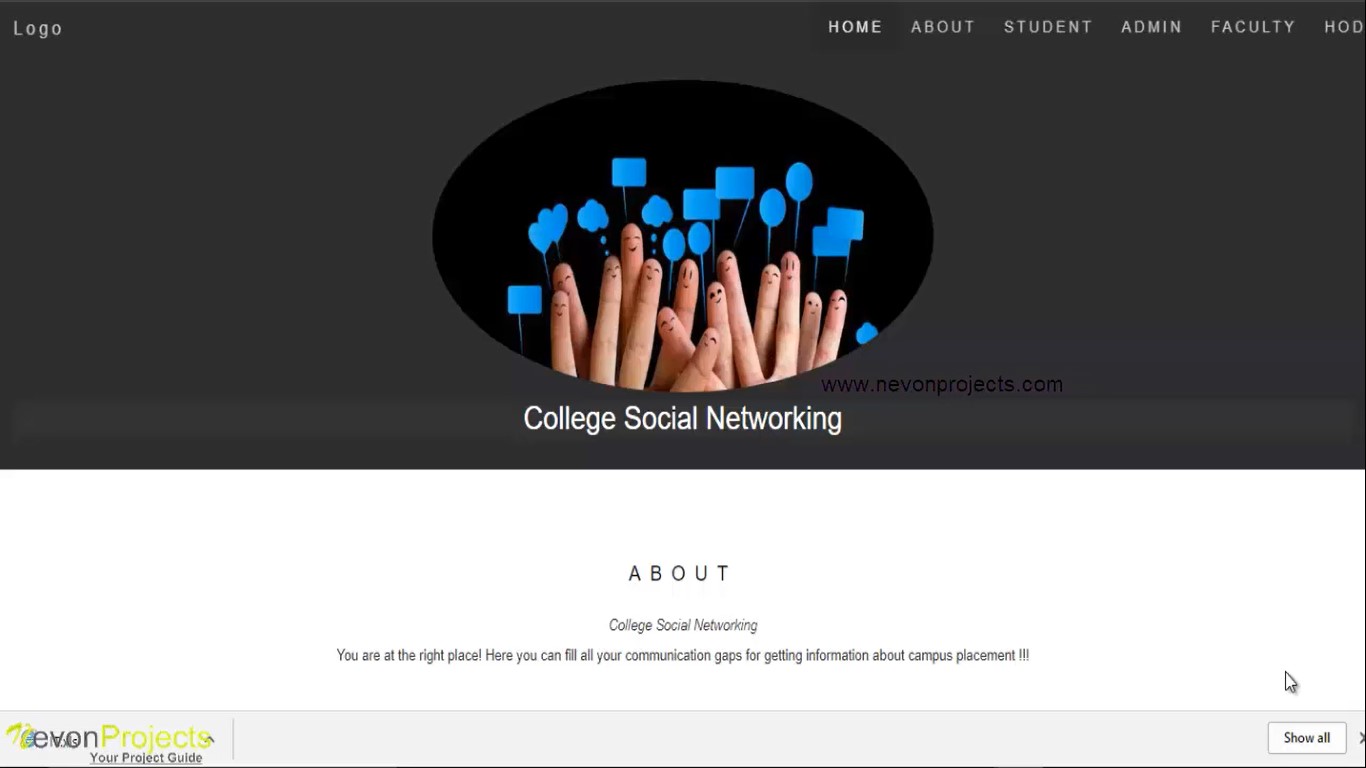 Logo
HOME ABOUT STUDENT ADMIN FACULTY HOD
www.nevonprojects.com
College Social Networking
ABOUT
College Social Networking
You are at the right place! Here you can fill all your communication gaps for getting information about campus placement !!!
NevonProjects
Your Project Guide
Show all